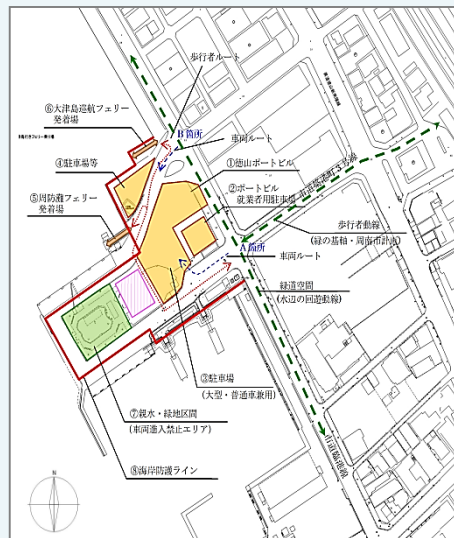 歩行者ルート
⑥大津島巡航フェリー
発着場
B箇所
車両ルート
④駐車場等
①徳山ポートビル
②ポートビル
就業者用駐車場
⑤周防灘フェリー
発着場
歩行者動線
(緑の基軸・周南市計画)
A箇所
車両ルート
緑道空間
(水辺の回遊動線)
③駐車場
(大型・普通車兼用)
⑦親水・緑地区間
(車両進入禁止エリア)
市道臨港線
⑧海岸防護ライン
N